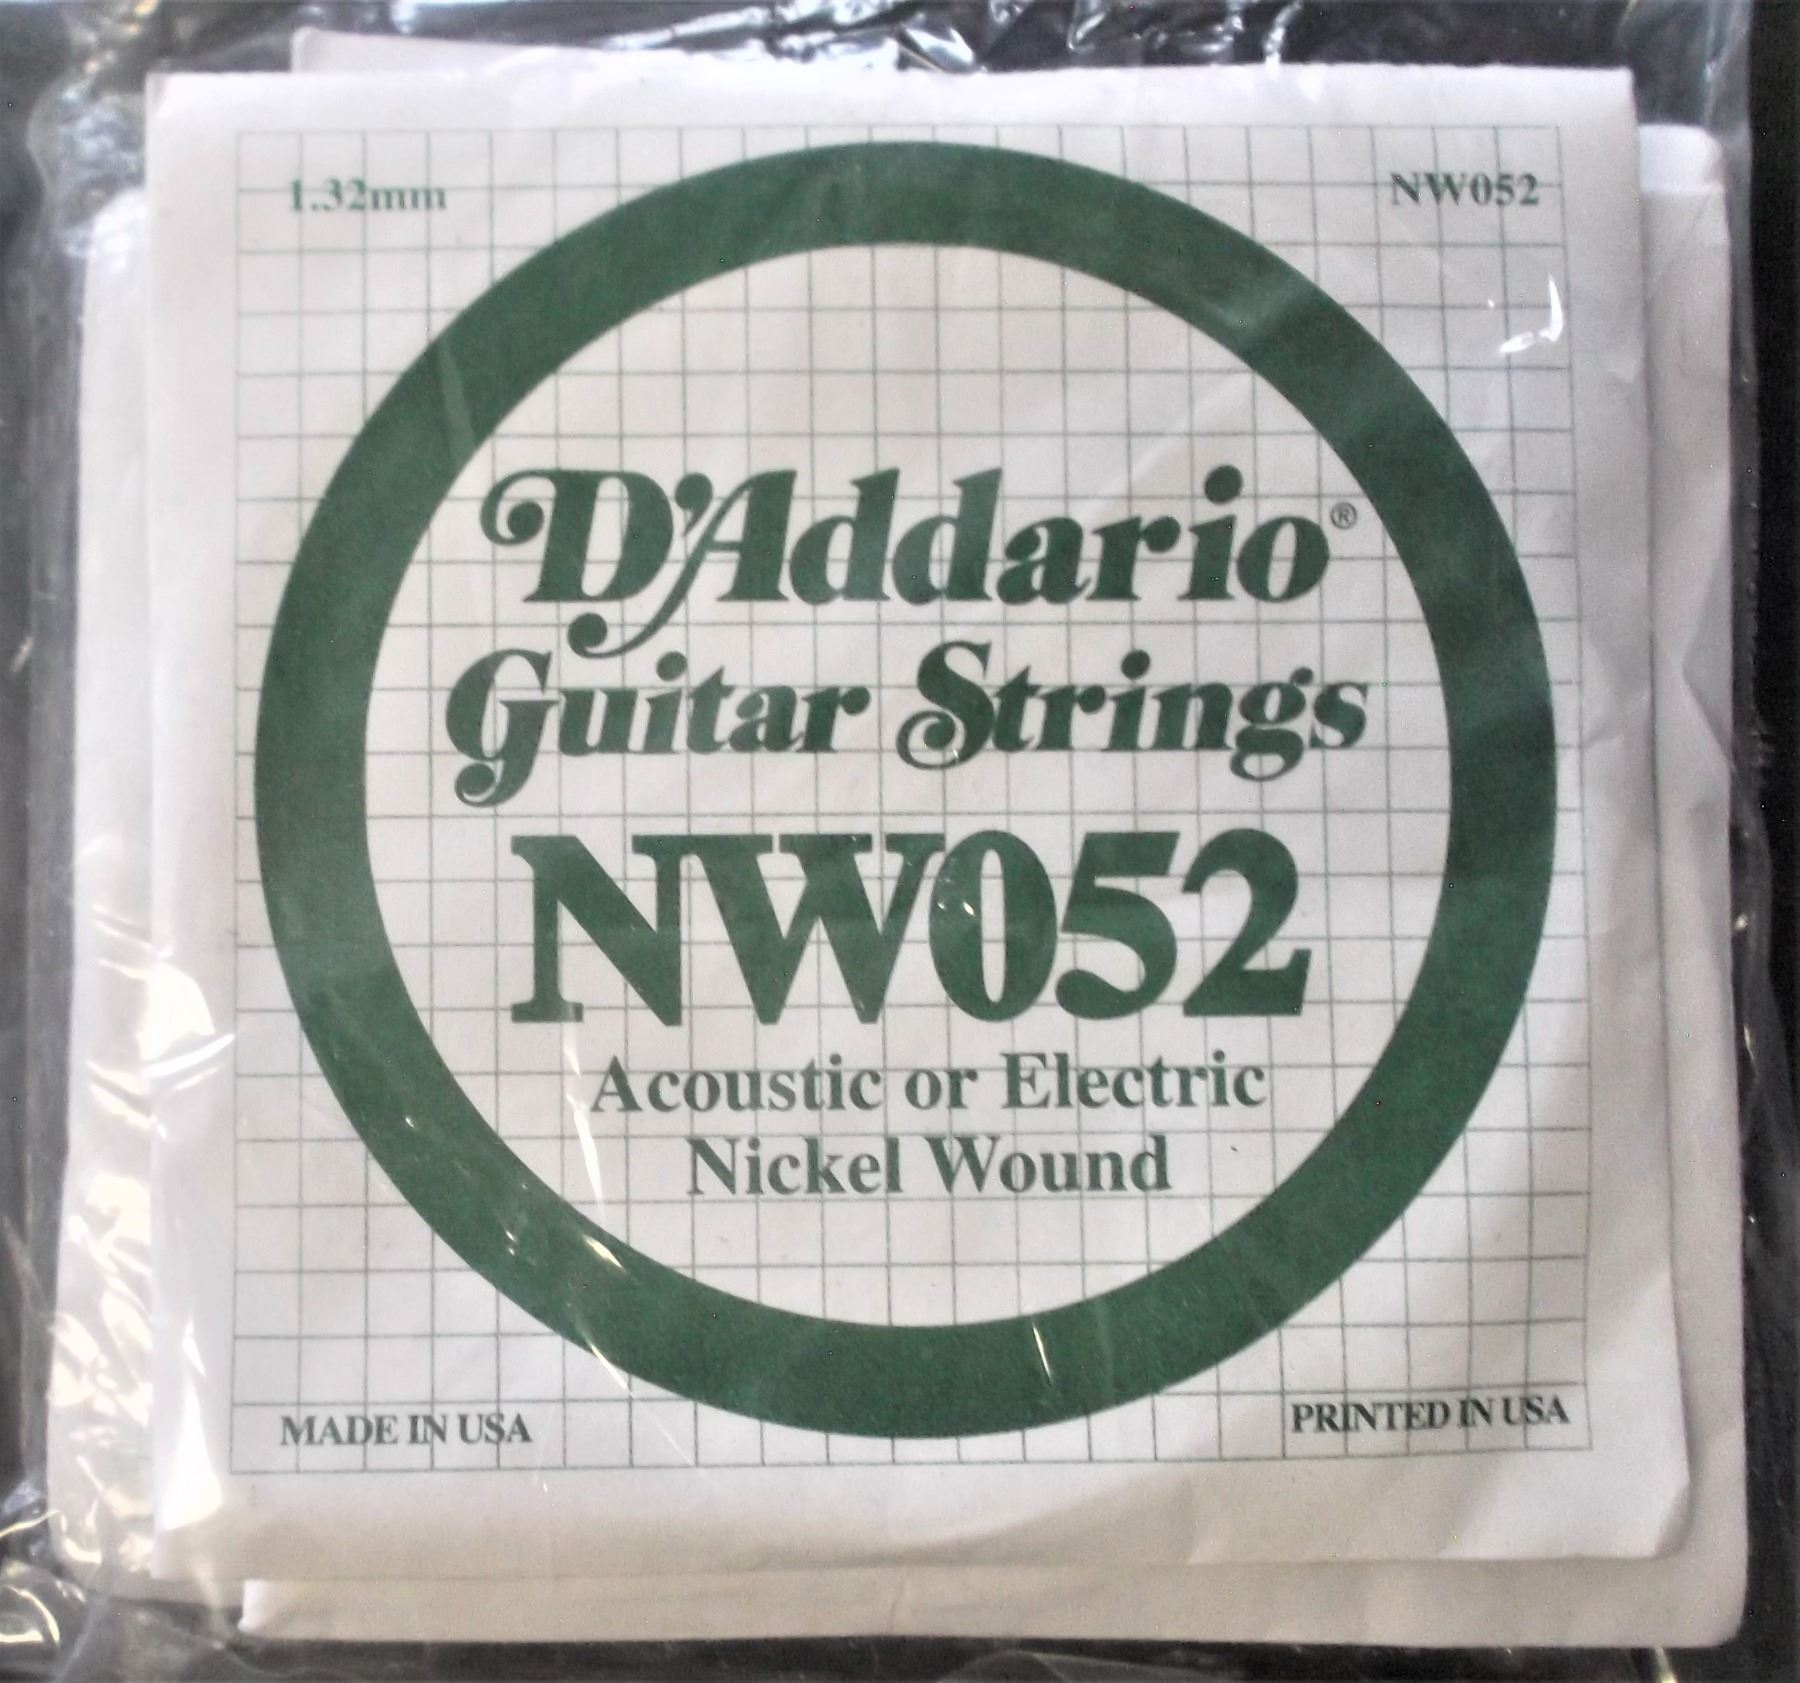 1.32mm
NW052
D'Addario®
Guitar Strings
NW052
Acoustic or Electric
Nickel Wound
MADE IN USA
PRINTED IN USA